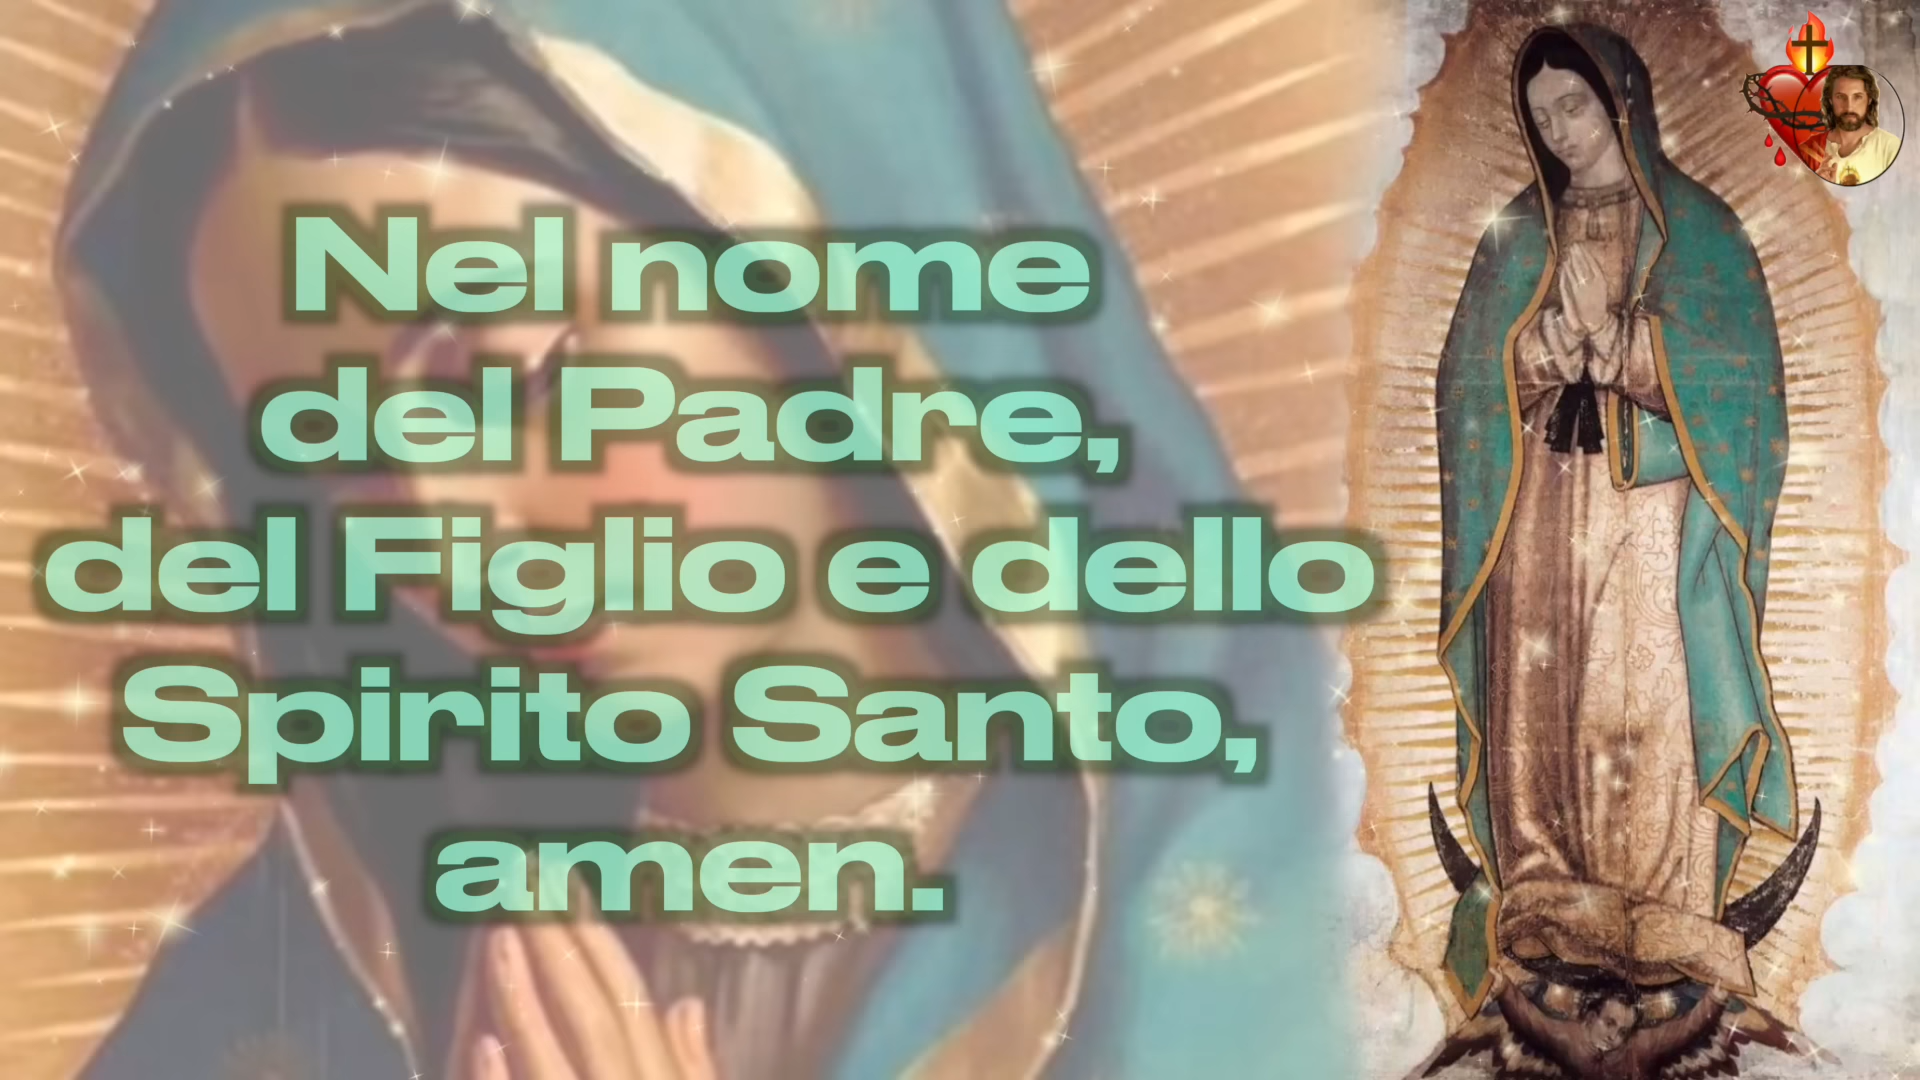 Nel nome
del Padre,
del Figlio e dello
Spirito Santo,
amen.